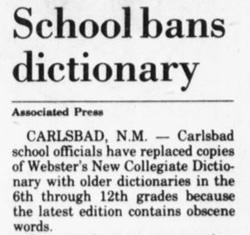 School bans
dictionary
Associated Press
CARLSBAD, N.M. — Carlsbad
school officials have replaced copies
of Webster's New Collegiate Dictio-
nary with older dictionaries in the
6th through 12th grades because
the latest edition contains obscene
words.